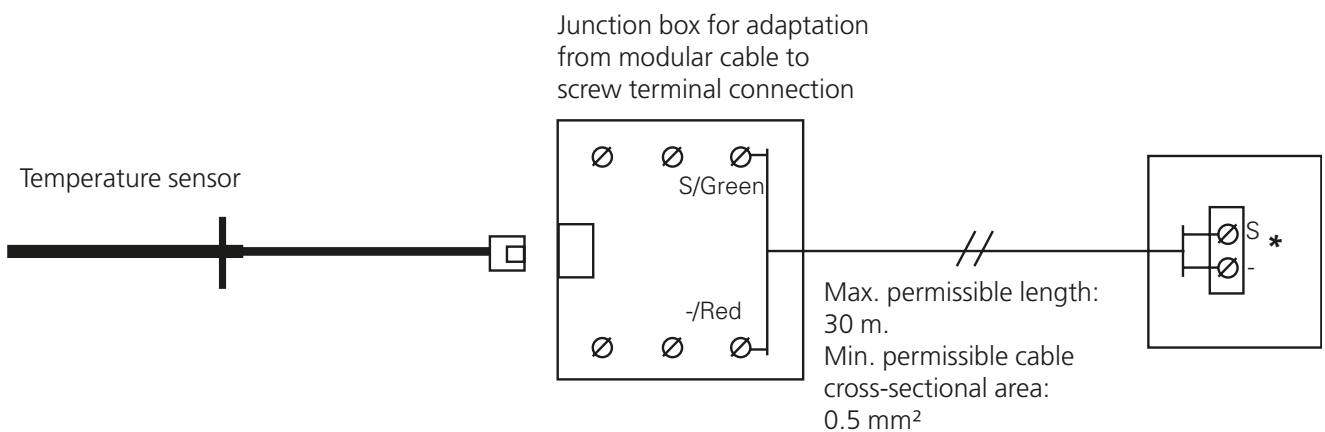 Junction box for adaptation
from modular cable to
screw terminal connection
Temperature sensor
S/Green
-/Red
S
*
-
Max. permissible length:
30 m.
Min. permissible cable
cross-sectional area:
0.5 mm²